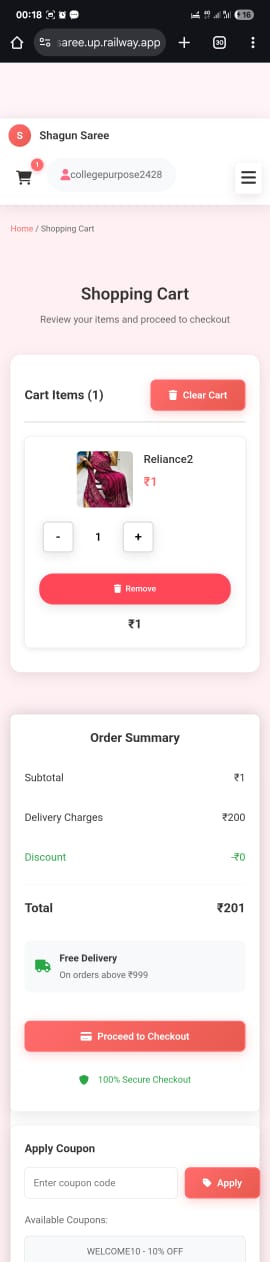 00:18
16
saree.up.railway.app
30
S
Shagun Saree
1
collegepurpose2428
Home / Shopping Cart
Shopping Cart
Review your items and proceed to checkout
Cart Items (1)
Clear Cart
Reliance2
₹1
-
1
+
Remove
₹1
Order Summary
Subtotal
₹1
Delivery Charges
₹200
Discount
-₹0
Total
₹201
Free Delivery
On orders above ₹999
Proceed to Checkout
100% Secure Checkout
Apply Coupon
Enter coupon code
Apply
Available Coupons:
WELCOME10 - 10% OFF